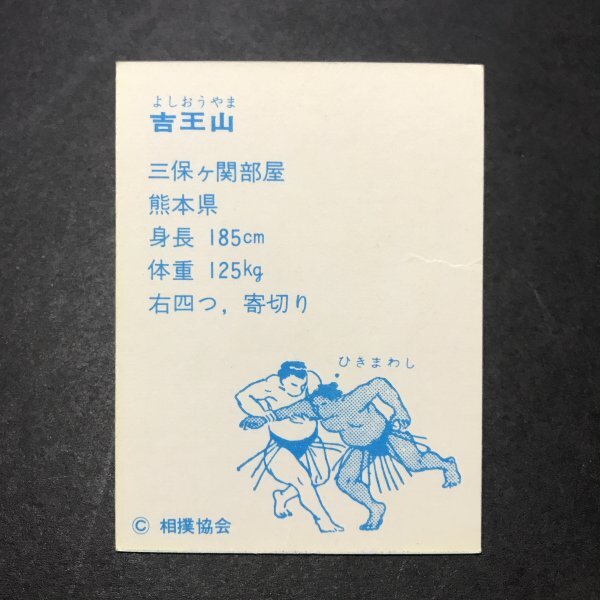 よしおうやま
吉王山
三保ヶ関部屋
熊本県
身長 185cm
体重 125kg
右四つ, 寄切り
ひきまわし
© 相撲協会